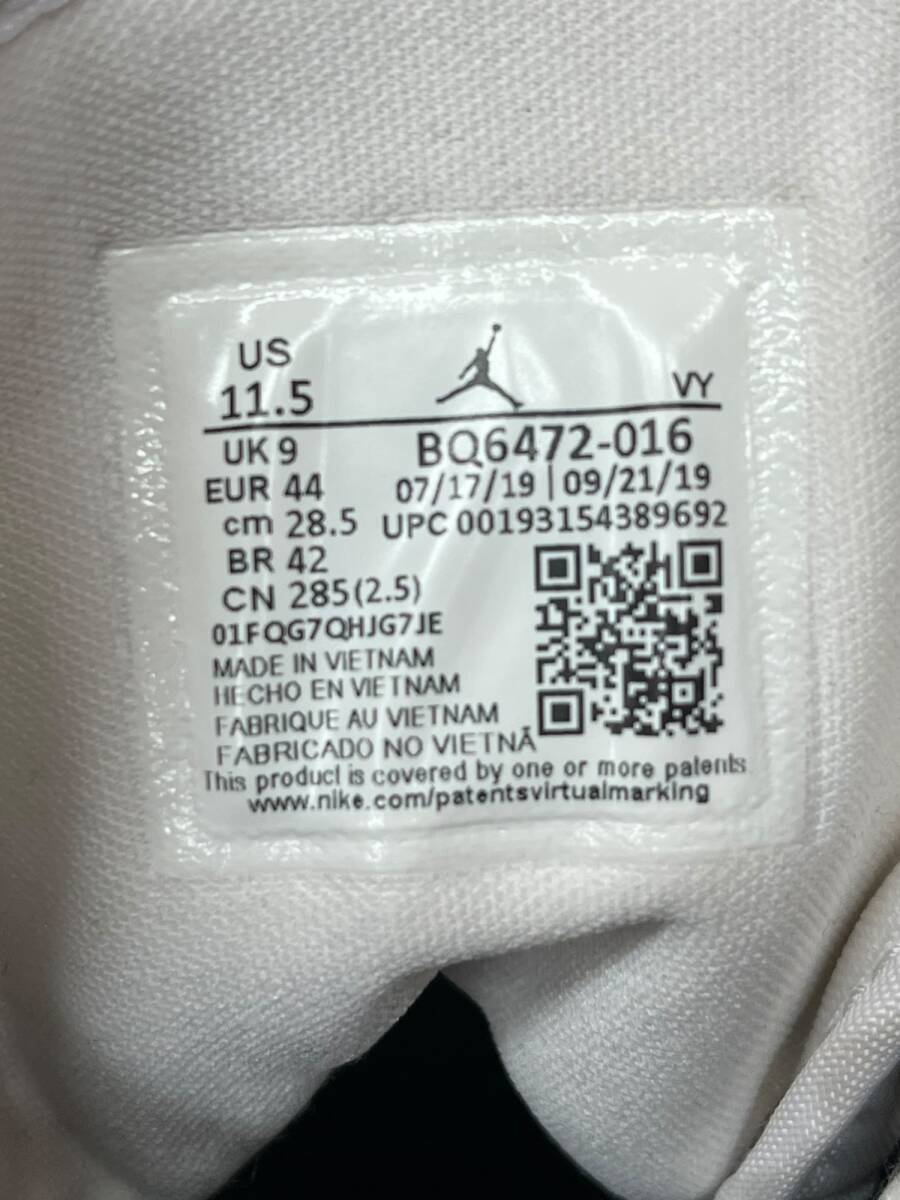 US
11.5
VY
UK 9
BQ6472-016
EUR 44
07/17/19 | 09/21/19
cm 28.5
UPC 00193154389692
BR 42
CN 285(2.5)
01FQG7QHJG7JE
MADE IN VIETNAM
HECHO EN VIETNAM
FABRIQUE AU VIETNAM
FABRICADO NO VIETNÃ
This product is covered by one or more patents
www.nike.com/patentsvirtualmarking